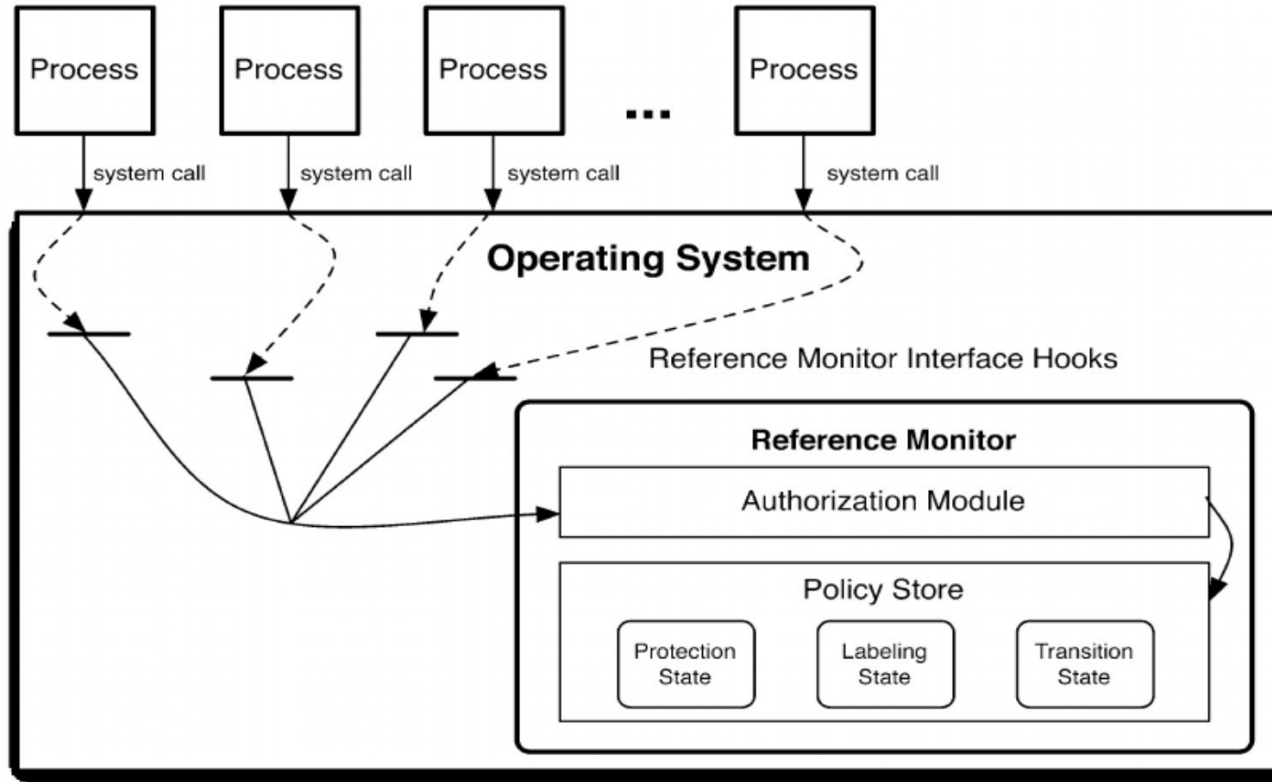 Process Process Process ... Process
system call system call system call system call
Operating System
Reference Monitor Interface Hooks
Reference Monitor
Authorization Module
Policy Store
Protection Labeling Transition
State State State